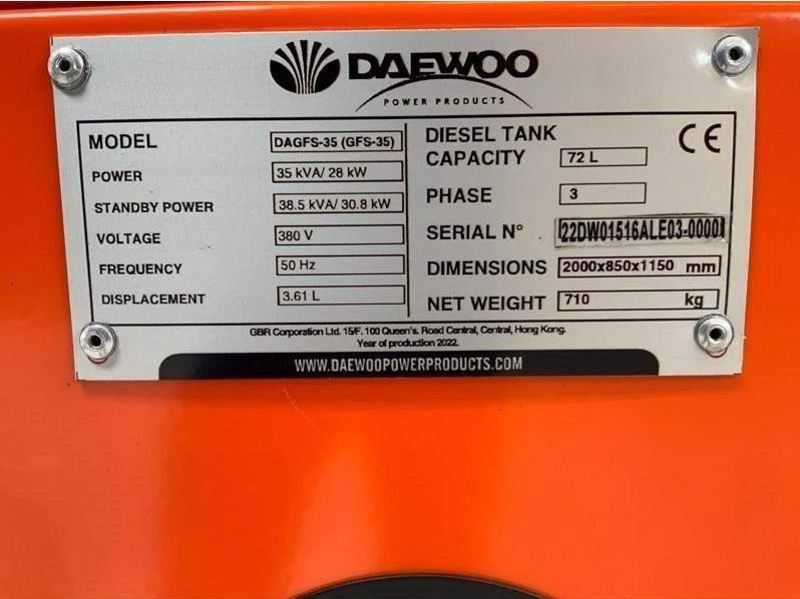 DAEWOO
POWER PRODUCTS
MODEL DAGFS-35 (GFS-35)
POWER 35 kVA/ 28 kW
STANDBY POWER 38.5 kVA/ 30.8 kW
VOLTAGE 380 V
FREQUENCY 50 Hz
DISPLACEMENT 3.61 L
DIESEL TANK
CAPACITY 72 L
CE
PHASE 3
SERIAL N° 22DW01516ALE03-0000
DIMENSIONS 2000x850x1150 mm
NET WEIGHT 710 kg
GBR Corporation Ltd. 15/F. 100 Queen's. Road Central, Central, Hong Kong.
Year of production 2022.
WWW.DAEWOOPOWERPRODUCTS.COM